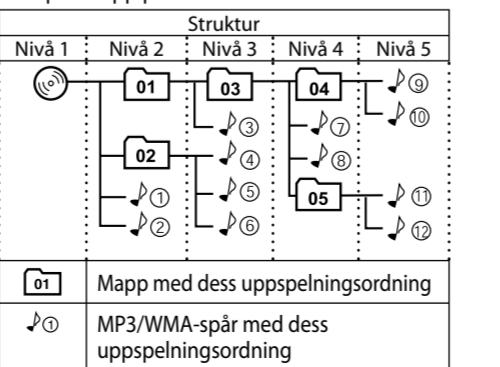 Struktur
Nivå 1 Nivå 2 Nivå 3 Nivå 4 Nivå 5
01 03 04 ⑨
③ ⑦ ⑩
02 ④ ⑧
① ⑤ 05 ⑪
② ⑥ ⑫
01 Mapp med dess uppspelningsordning
① MP3/WMA-spår med dess
uppspelningsordning